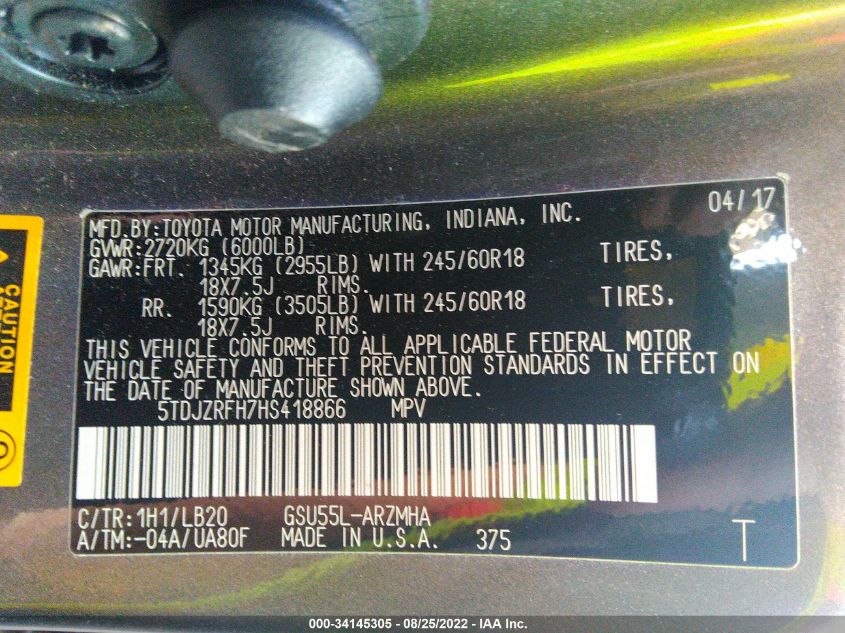 MFD.BY:TOYOTA MOTOR MANUFACTURING, INDIANA, INC. 04/17
GVWR:2720KG (6000LB)
GAWR:FRT. 1345KG (2955LB) WITH 245/60R18 TIRES,
18X7.5J RIMS.
RR. 1590KG (3505LB) WITH 245/60R18 TIRES,
18X7.5J RIMS.
THIS VEHICLE CONFORMS TO ALL APPLICABLE FEDERAL MOTOR
VEHICLE SAFETY AND THEFT PREVENTION STANDARDS IN EFFECT ON
THE DATE OF MANUFACTURE SHOWN ABOVE.
5TDJZRFH7HS418866 MPV
C/TR:1H1/LB20 GSU55L-ARZMHA
A/TM:-04A/UA80F MADE IN U.S.A. 375 T
CAUTION
000-34145305 - 08/25/2022 - IAA Inc.